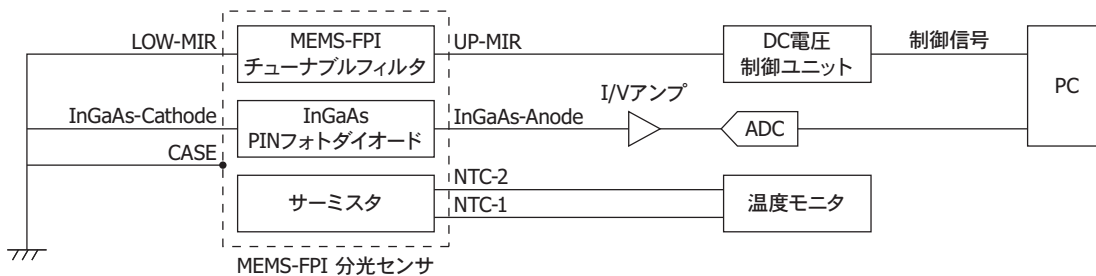 LOW-MIR
MEMS-FPI
チューナブルフィルタ
UP-MIR
DC電圧
制御ユニット
制御信号
PC
I/Vアンプ
InGaAs-Cathode
InGaAs
PINフォトダイオード
InGaAs-Anode
ADC
CASE
サーミスタ
NTC-2
NTC-1
温度モニタ
MEMS-FPI 分光センサ